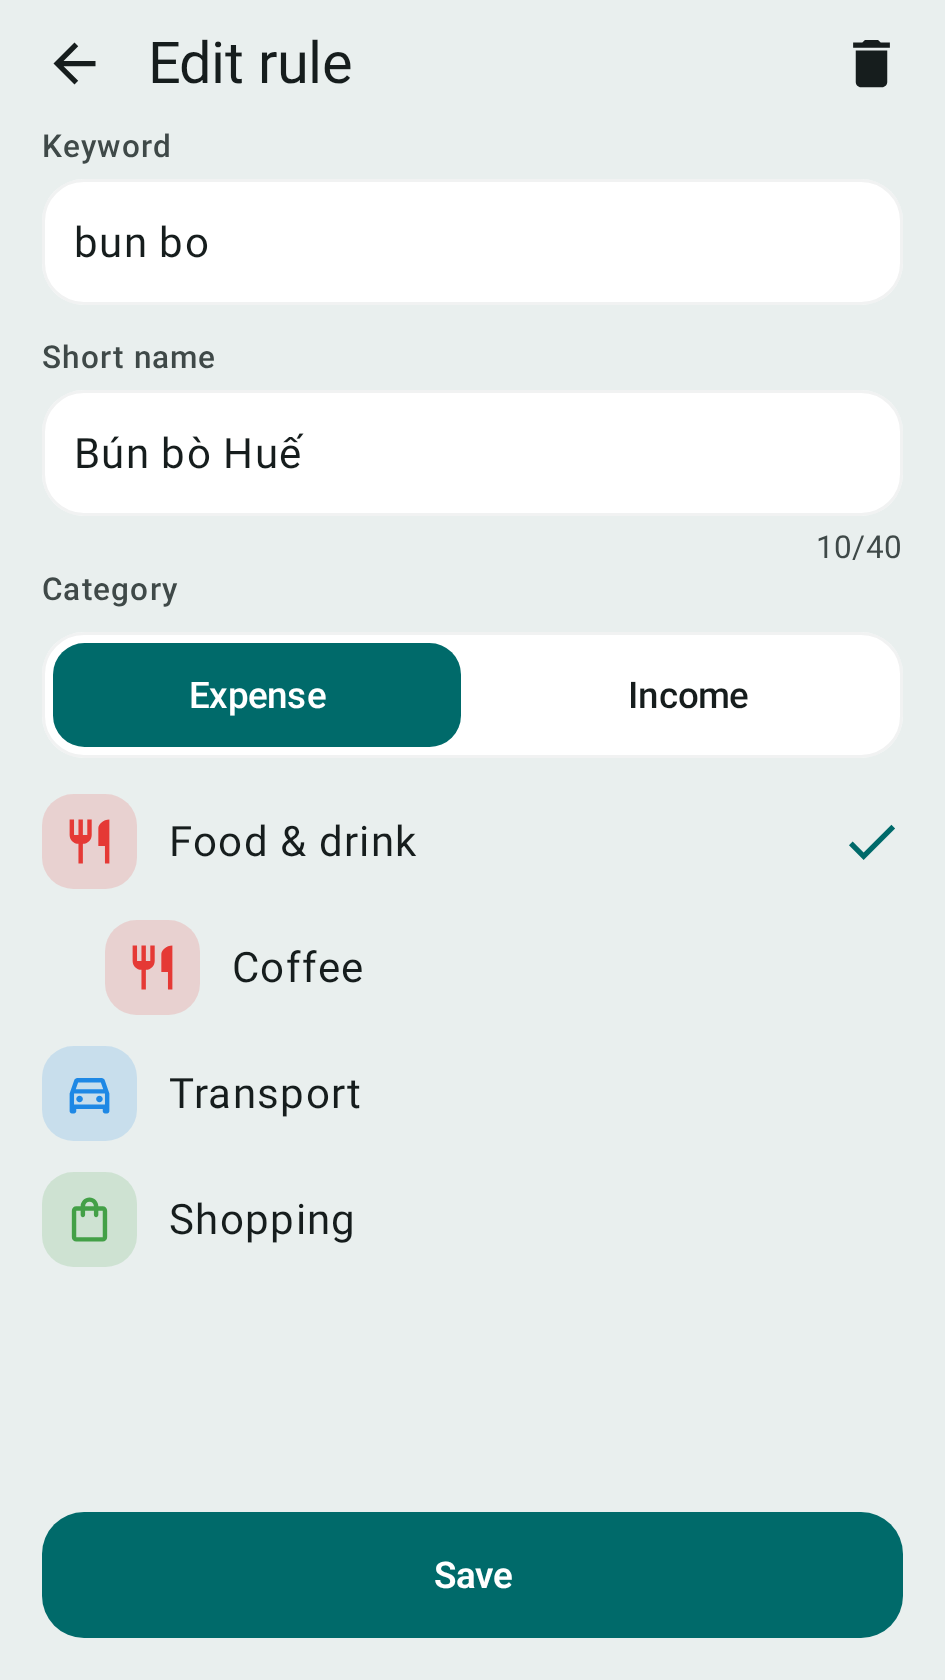 Edit rule
Keyword
bun bo
Short name
Bún bò Huế
10/40
Category
Expense
Income
Food & drink
Coffee
Transport
Shopping
Save